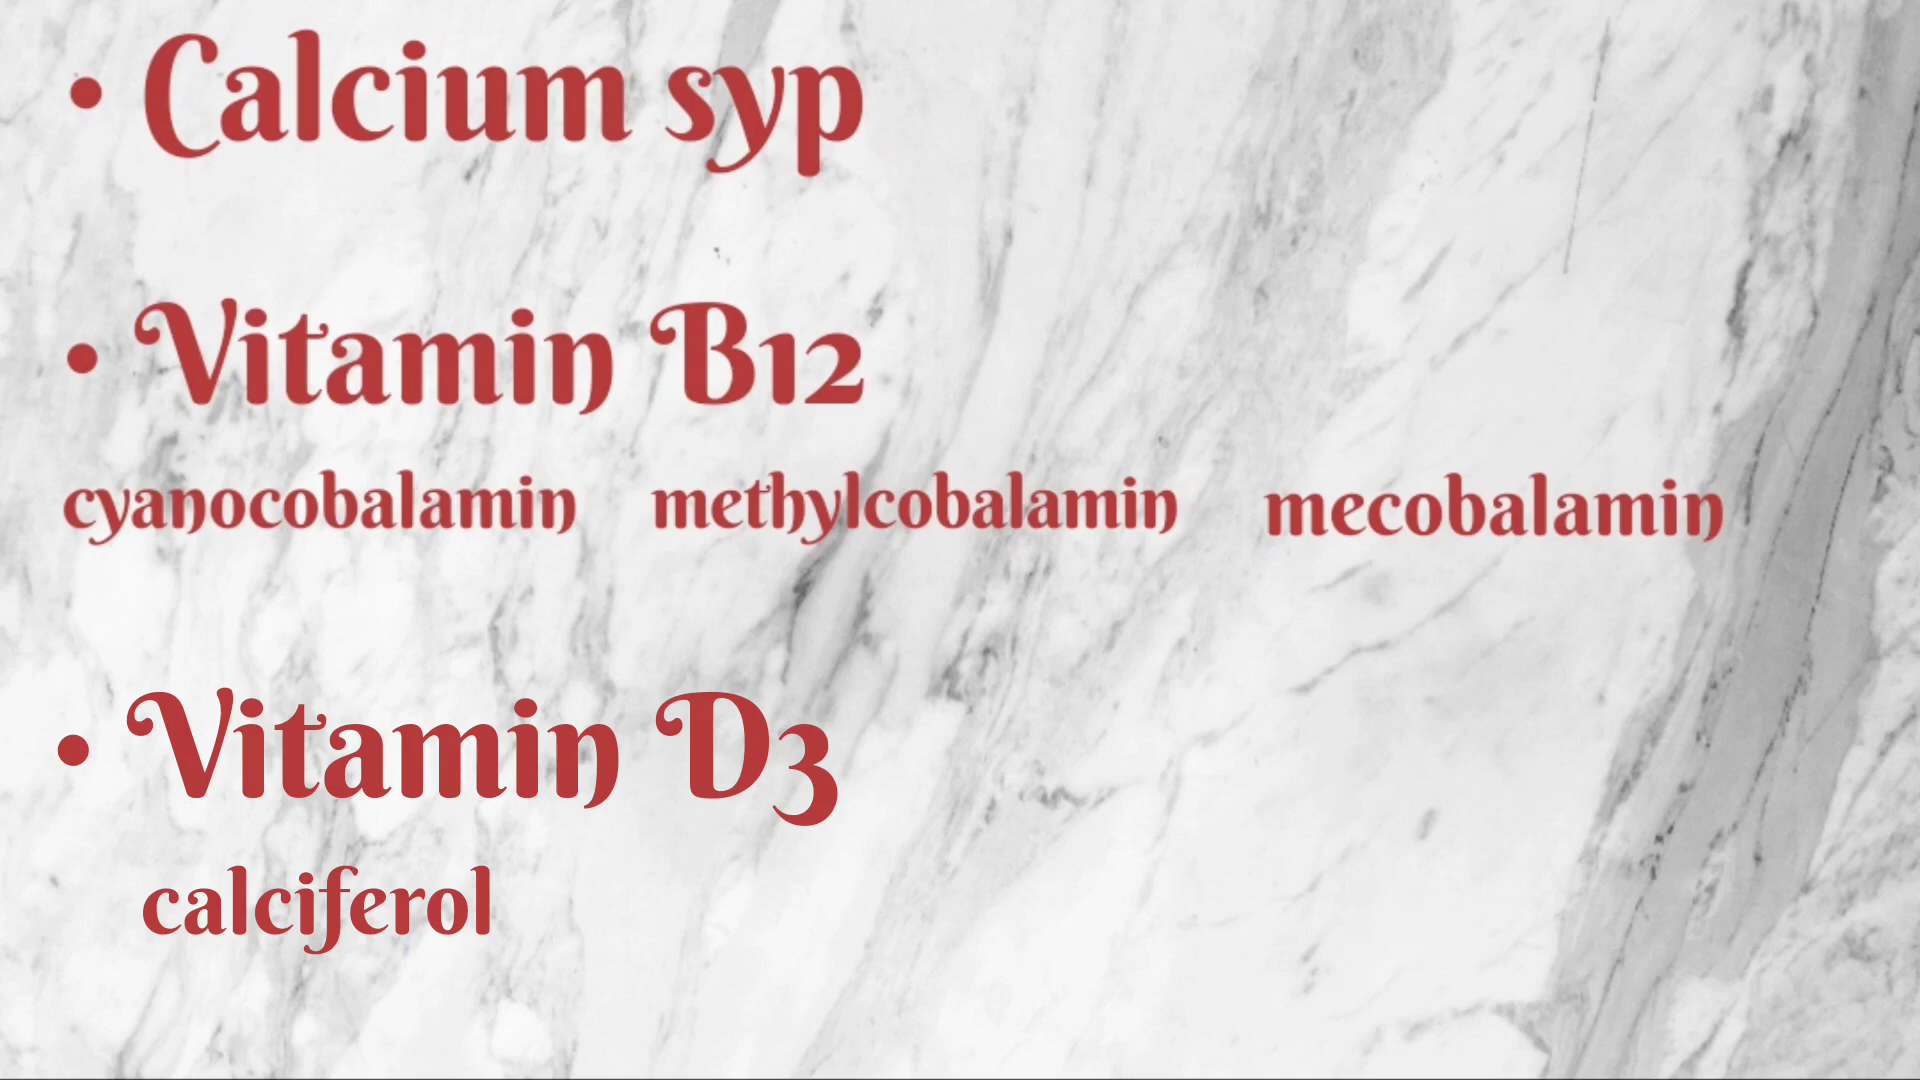 • Calcium syp
• Vitamin B12
cyanocobalamin methylcobalamin mecobalamin
• Vitamin D3
calciferol